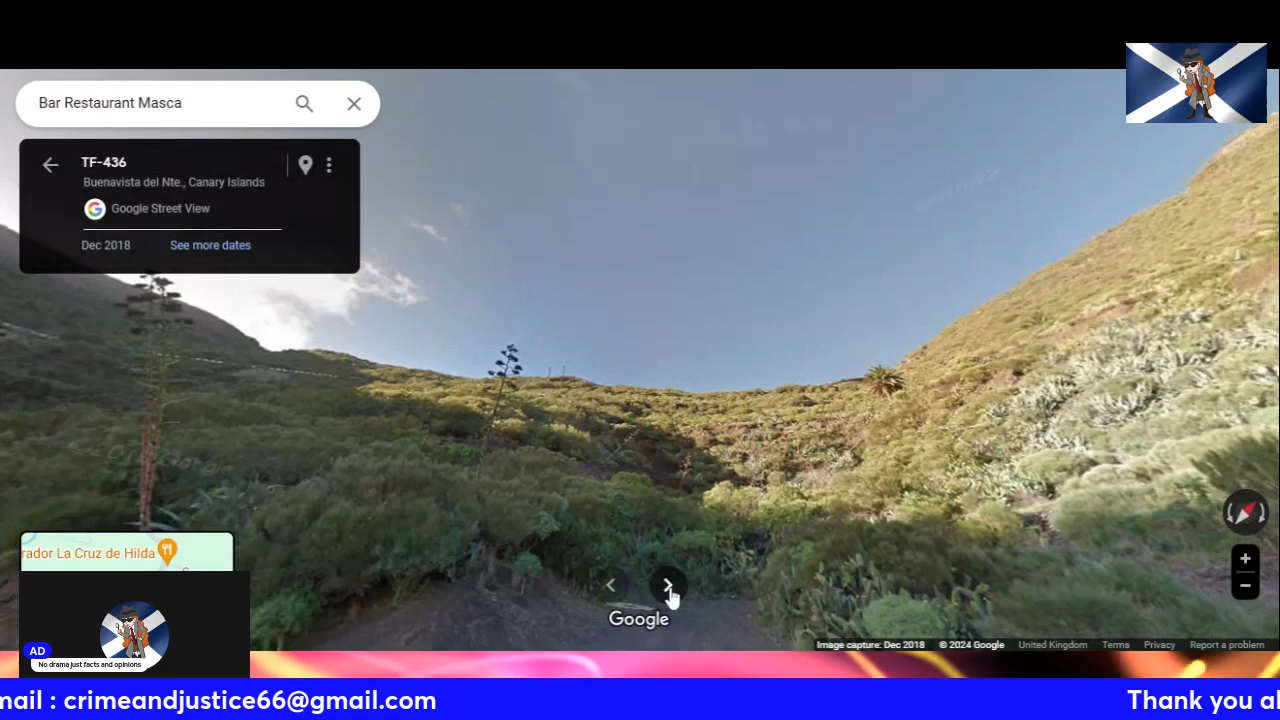 Bar Restaurant Masca
TF-436
Buenavista del Nte., Canary Islands
Google Street View
Dec 2018
See more dates
rador La Cruz de Hilda
Google
Image capture: Dec 2018 © 2024 Google United Kingdom Terms Privacy Report a problem
AD
No drama just facts and opinions
mail : crimeandjustice66@gmail.com
Thank you al